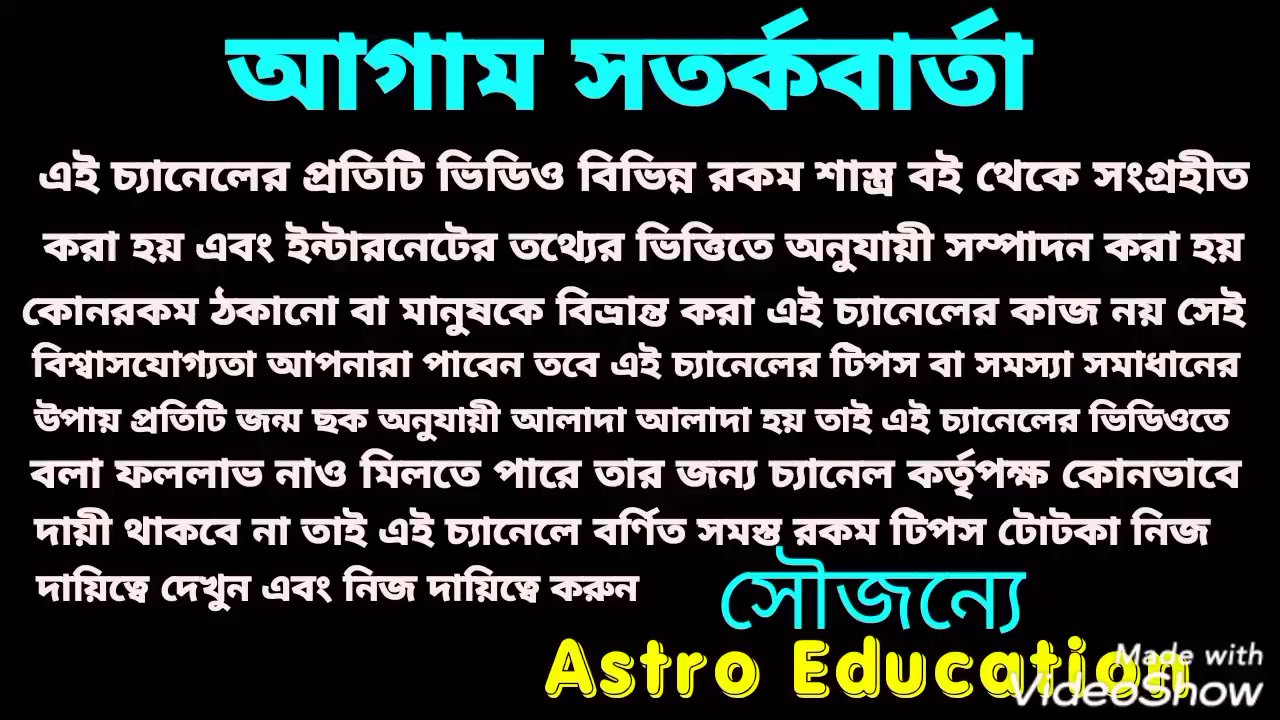 আগাম সতর্কবার্তা
এই চ্যানেলের প্রতিটি ভিডিও বিভিন্ন রকম শাস্ত্র বই থেকে সংগ্রহীত
করা হয় এবং ইন্টারনেটের তথ্যের ভিত্তিতে অনুযায়ী সম্পাদন করা হয়
কোনরকম ঠকানো বা মানুষকে বিভ্রান্ত করা এই চ্যানেলের কাজ নয় সেই
বিশ্বাসযোগ্যতা আপনারা পাবেন তবে এই চ্যানেলের টিপস বা সমস্যা সমাধানের
উপায় প্রতিটি জন্ম ছক অনুযায়ী আলাদা আলাদা হয় তাই এই চ্যানেলের ভিডিওতে
বলা ফললাভ নাও মিলতে পারে তার জন্য চ্যানেল কর্তৃপক্ষ কোনভাবে
দায়ী থাকবে না তাই এই চ্যানেলে বর্ণিত সমস্ত রকম টিপস টোটকা নিজ
দায়িত্বে দেখুন এবং নিজ দায়িত্বে করুন
সৌজন্যে
Astro Education
Made with
VideoShow